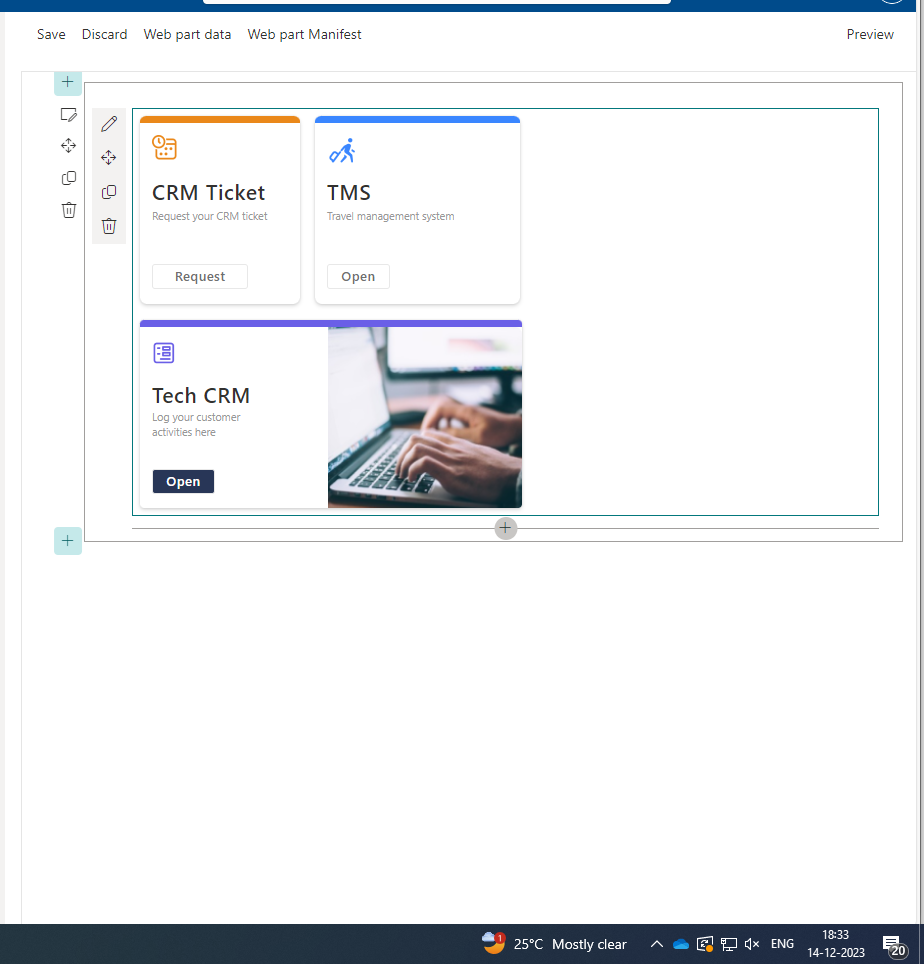 Save Discard Web part data Web part Manifest Preview
CRM Ticket
Request your CRM ticket
Request
TMS
Travel management system
Open
Tech CRM
Log your customer
activities here
Open
1
25°C Mostly clear
ENG
18:33
14-12-2023
20